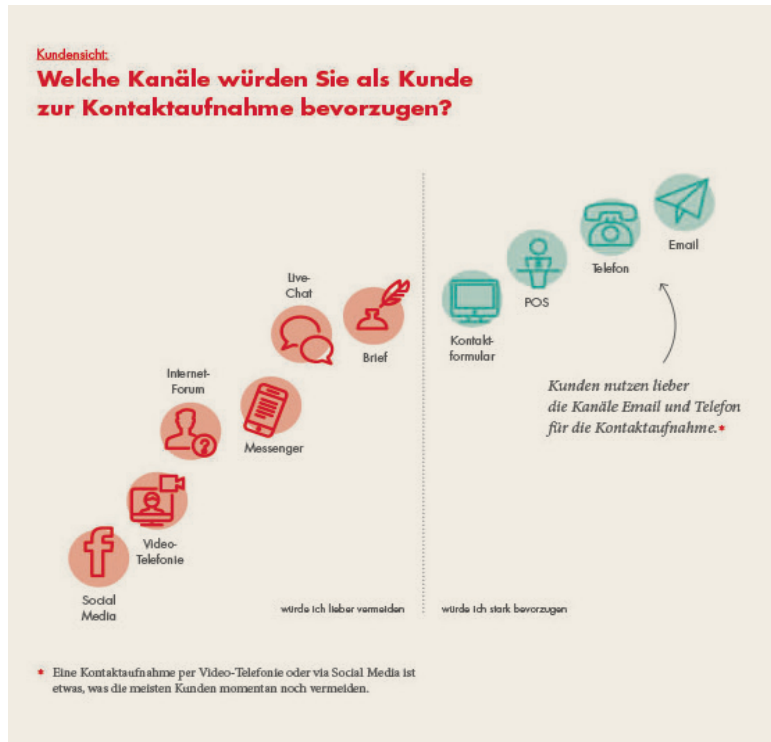 Kundensicht:
Welche Kanäle würden Sie als Kunde
zur Kontaktaufnahme bevorzugen?
Email
Telefon
POS
Kontakt-
formular
Live-
Chat
Brief
Internet-
Forum
Messenger
Video-
Telefonie
Social
Media
Kunden nutzen lieber
die Kanäle Email und Telefon
für die Kontaktaufnahme.*
würde ich lieber vermeiden
würde ich stark bevorzugen
* Eine Kontaktaufnahme per Video-Telefonie oder via Social Media ist
etwas, was die meisten Kunden momentan noch vermeiden.